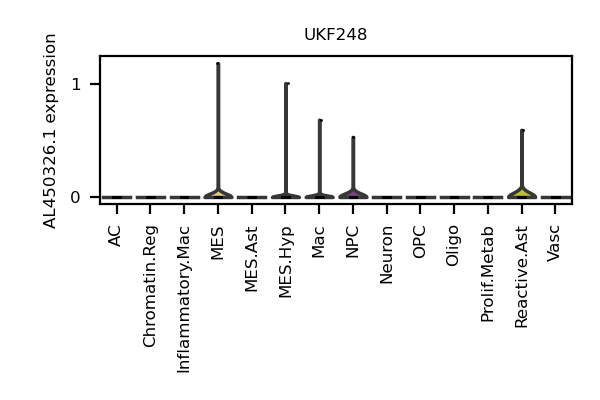 UKF248
AL450326.1 expression
1
0
AC
Chromatin.Reg
Inflammatory.Mac
MES
MES.Ast
MES.Hyp
Mac
NPC
Neuron
OPC
Oligo
Prolif.Metab
Reactive.Ast
Vasc